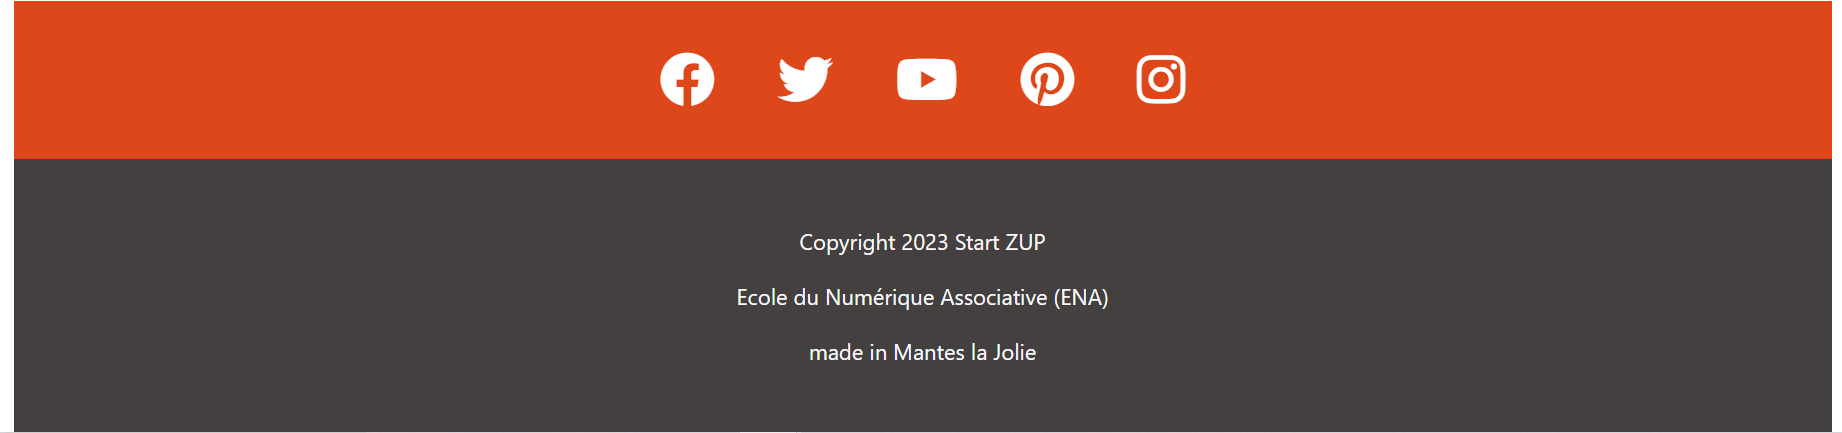 Copyright 2023 Start ZUP
Ecole du Numérique Associative (ENA)
made in Mantes la Jolie